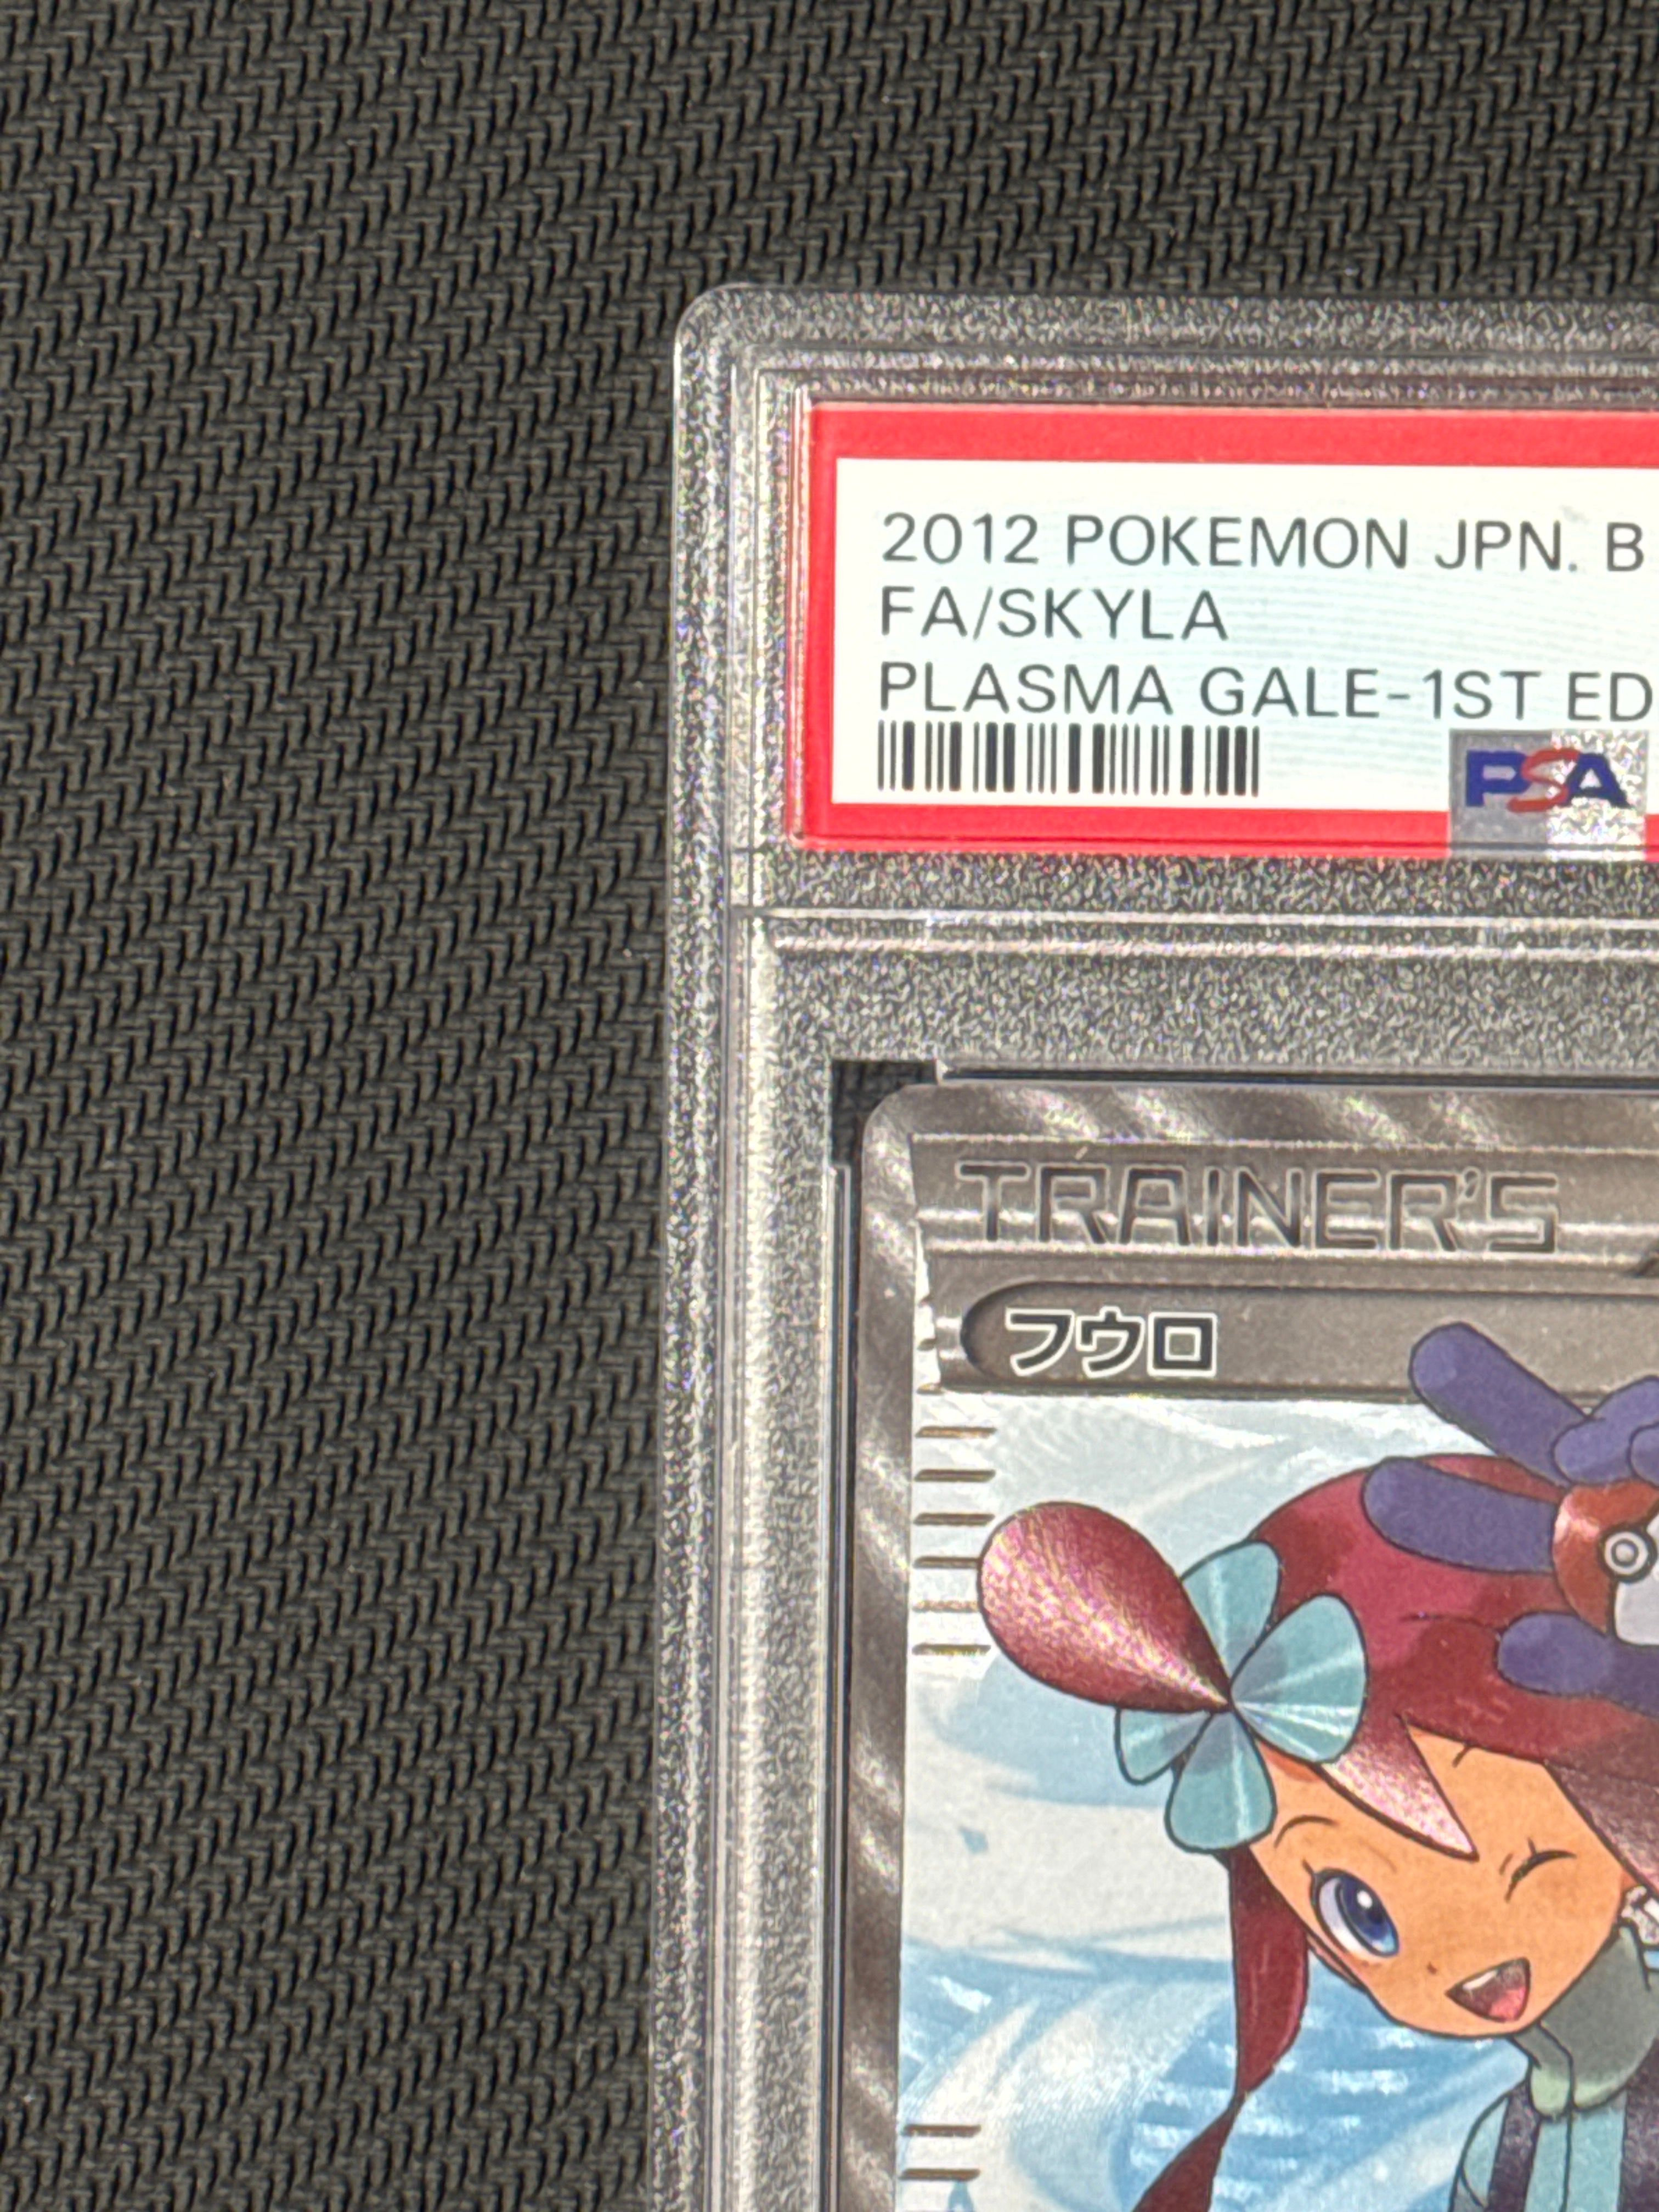 2012 POKEMON JPN. B
FA/SKYLA
PLASMA GALE-1ST ED
PSA
TRAINER'S
フウロ